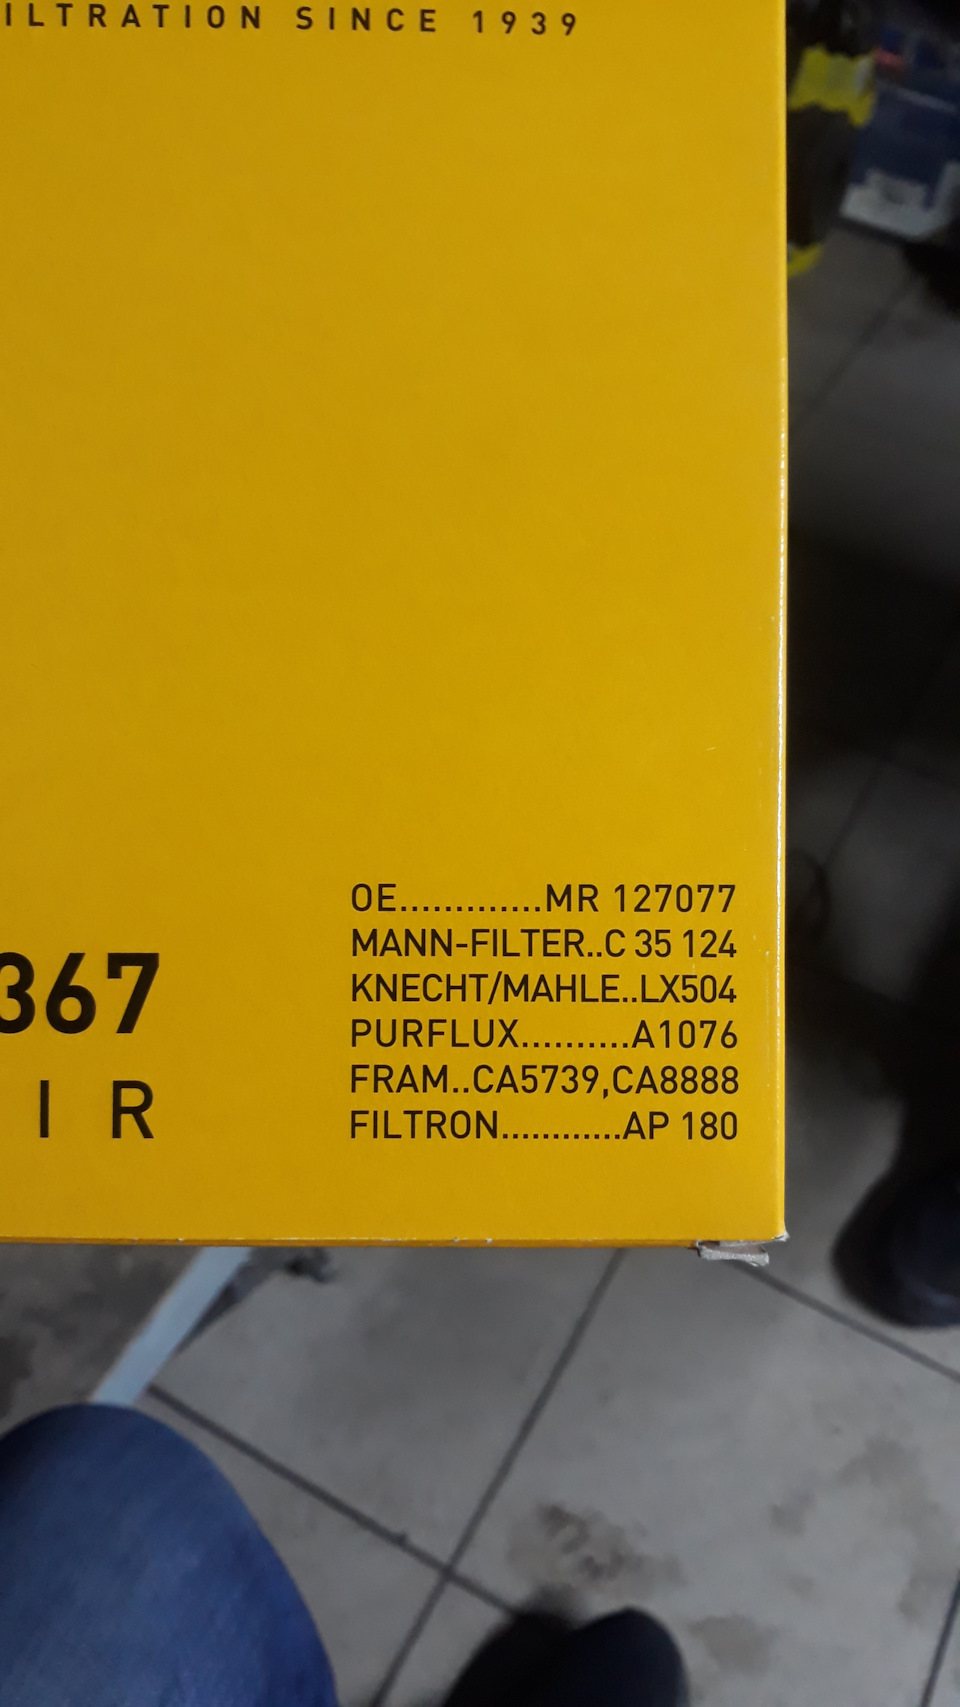 ILTRATION SINCE 1939
OE.............MR 127077
MANN-FILTER..C 35 124
KNECHT/MAHLE..LX504
PURFLUX..........A1076
FRAM..CA5739,CA8888
FILTRON............AP 180
367
IR